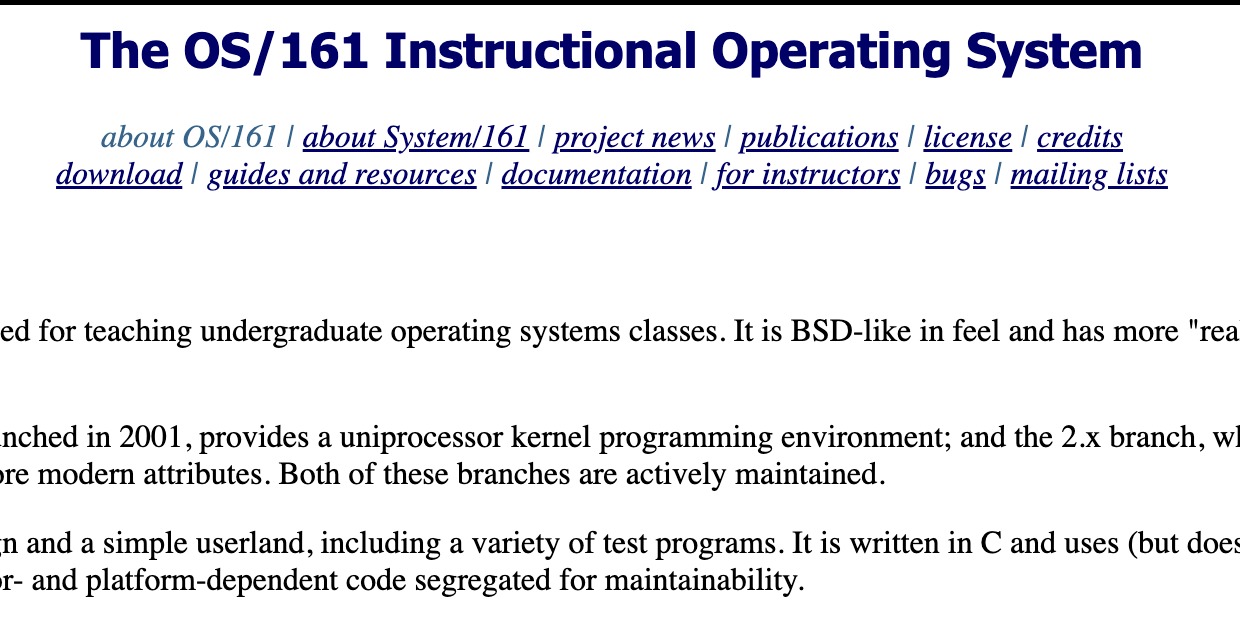 The OS/161 Instructional Operating System
about OS/161 | about System/161 | project news | publications | license | credits
download | guides and resources | documentation | for instructors | bugs | mailing lists
ed for teaching undergraduate operating systems classes. It is BSD-like in feel and has more "rea
nched in 2001, provides a uniprocessor kernel programming environment; and the 2.x branch, wh
ore modern attributes. Both of these branches are actively maintained.
gn and a simple userland, including a variety of test programs. It is written in C and uses (but does
or- and platform-dependent code segregated for maintainability.